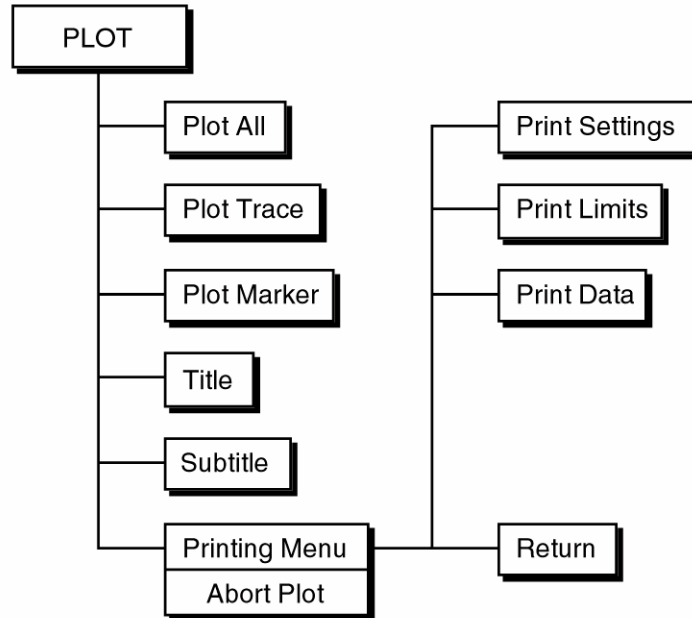 PLOT
Plot All
Plot Trace
Plot Marker
Title
Subtitle
Printing Menu
Abort Plot
Print Settings
Print Limits
Print Data
Return